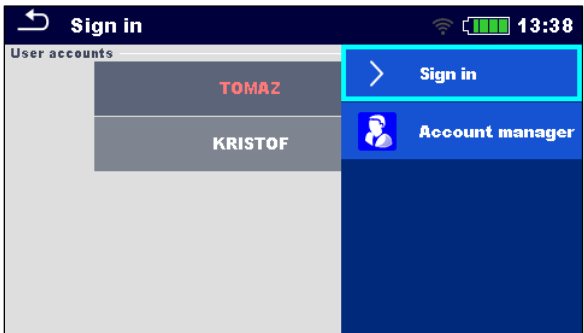 Sign in
13:38
User accounts
TOMAZ
KRISTOF
Sign in
Account manager